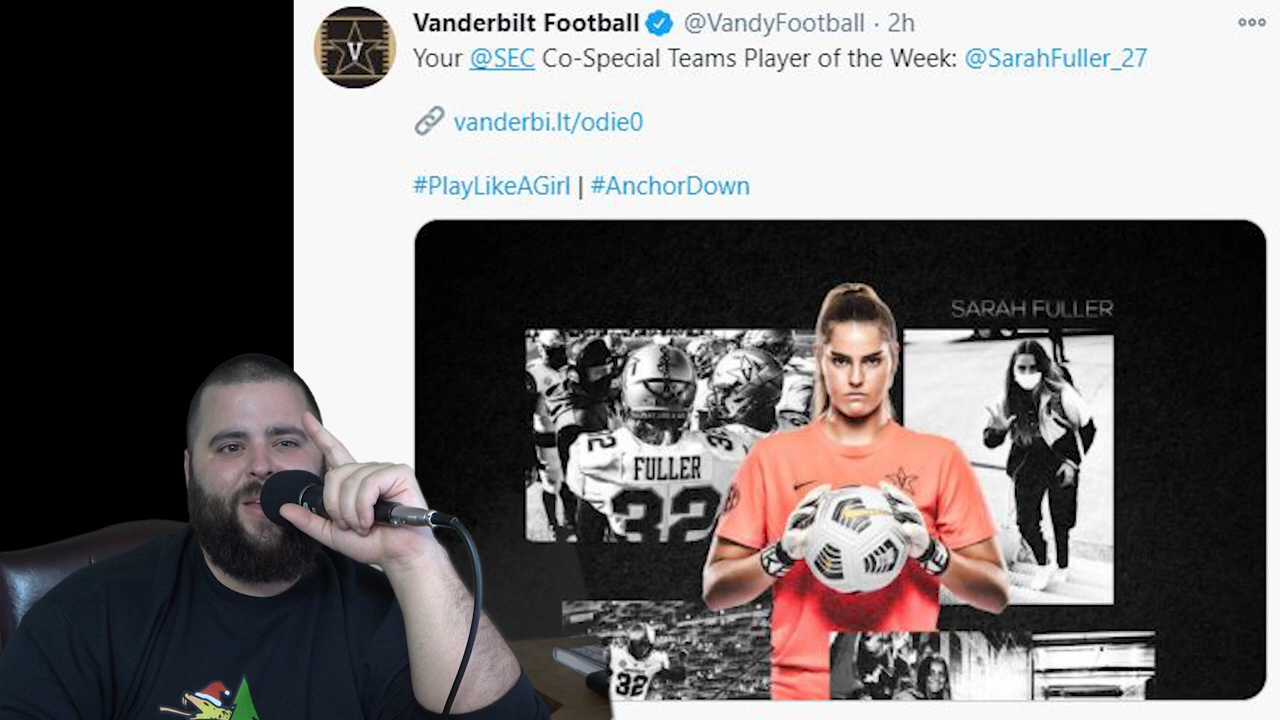 Vanderbilt Football @VandyFootball · 2h
Your @SEC Co-Special Teams Player of the Week: @SarahFuller_27
vanderbi.lt/odie0
#PlayLikeAGirl | #AnchorDown
SARAH FULLER
FULLER
32
32
32